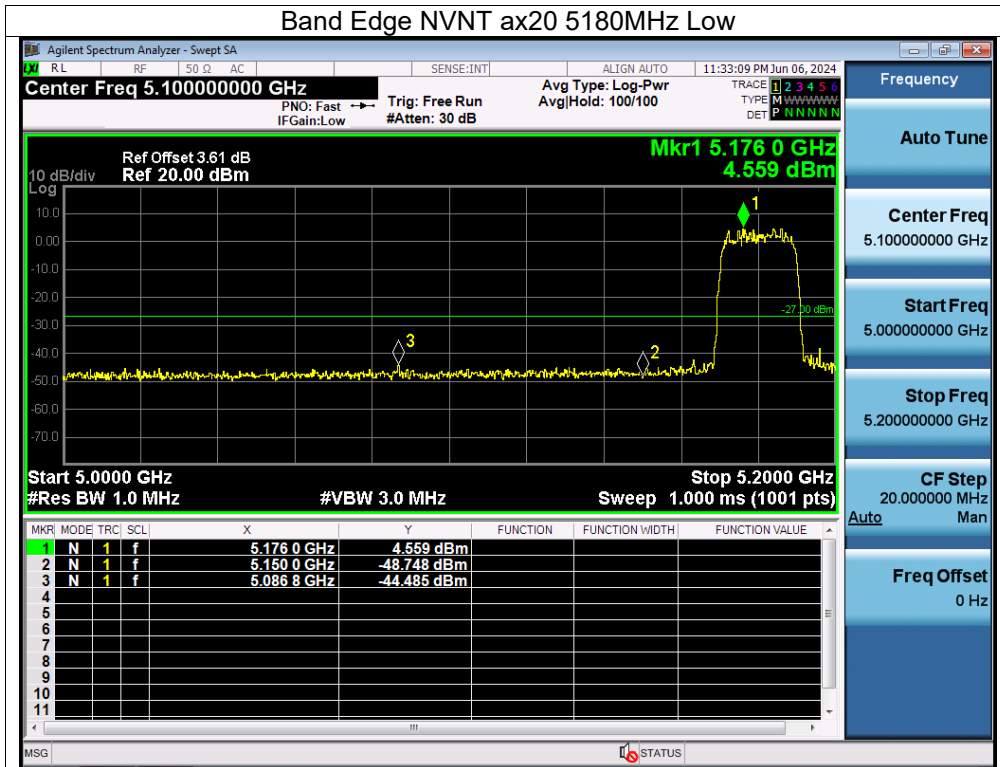 Band Edge NVNT ax20 5180MHz Low
Agilent Spectrum Analyzer - Swept SA
LXI RL RF 50 Ω AC SENSE:INT ALIGN AUTO 11:33:09 PM Jun 06, 2024
Center Freq 5.100000000 GHz
PNO: Fast
IFGain:Low
Trig: Free Run
#Atten: 30 dB
Avg Type: Log-Pwr
Avg|Hold: 100/100
TRACE 1 2 3 4 5 6
TYPE M WWWWW
DET P N N N N N
Frequency
Auto Tune
Center Freq
5.100000000 GHz
Start Freq
5.000000000 GHz
Stop Freq
5.200000000 GHz
CF Step
20.000000 MHz
Auto Man
Freq Offset
0 Hz
Mkr1 5.176 0 GHz
4.559 dBm
Ref Offset 3.61 dB
10 dB/div Ref 20.00 dBm
Log
10.0
0.00
-10.0
-20.0
-30.0
-40.0
-50.0
-60.0
-70.0
1
-27.00 dBm
3
2
Start 5.0000 GHz Stop 5.2000 GHz
#Res BW 1.0 MHz #VBW 3.0 MHz Sweep 1.000 ms (1001 pts)
MKR MODE TRC SCL X Y FUNCTION FUNCTION WIDTH FUNCTION VALUE
1 N 1 f 5.176 0 GHz 4.559 dBm
2 N 1 f 5.150 0 GHz -48.748 dBm
3 N 1 f 5.086 8 GHz -44.485 dBm
4
5
6
7
8
9
10
11
MSG STATUS